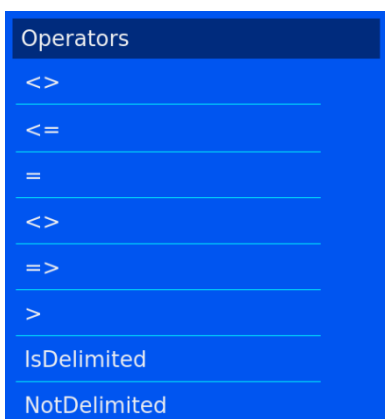 Operators
<>
<=
=
<>
=>
>
IsDelimited
NotDelimited